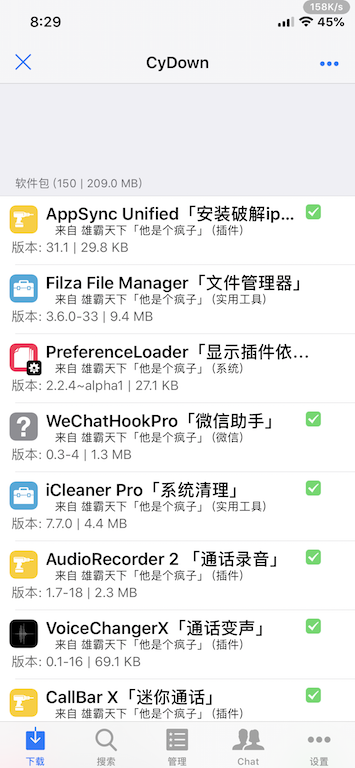 158K/s
8:29
45%
CyDown
软件包 (150 | 209.0 MB)
AppSync Unified「安装破解ip...
来自 雄霸天下「他是个疯子」 (插件)
版本: 31.1 | 29.8 KB
Filza File Manager「文件管理器」
来自 雄霸天下「他是个疯子」 (实用工具)
版本: 3.6.0-33 | 9.4 MB
PreferenceLoader「显示插件依...
来自 雄霸天下「他是个疯子」 (系统)
版本: 2.2.4~alpha1 | 27.1 KB
WeChatHookPro「微信助手」
来自 雄霸天下「他是个疯子」 (微信)
版本: 0.3-4 | 1.3 MB
iCleaner Pro「系统清理」
来自 雄霸天下「他是个疯子」 (实用工具)
版本: 7.7.0 | 4.4 MB
AudioRecorder 2 「通话录音」
来自 雄霸天下「他是个疯子」 (插件)
版本: 1.7-18 | 2.3 MB
VoiceChangerX「通话变声」
来自 雄霸天下「他是个疯子」 (插件)
版本: 0.1-16 | 69.1 KB
CallBar X「迷你通话」
来自 雄霸天下「他是个疯子」 (插件)
下载 搜索 管理 Chat 设置